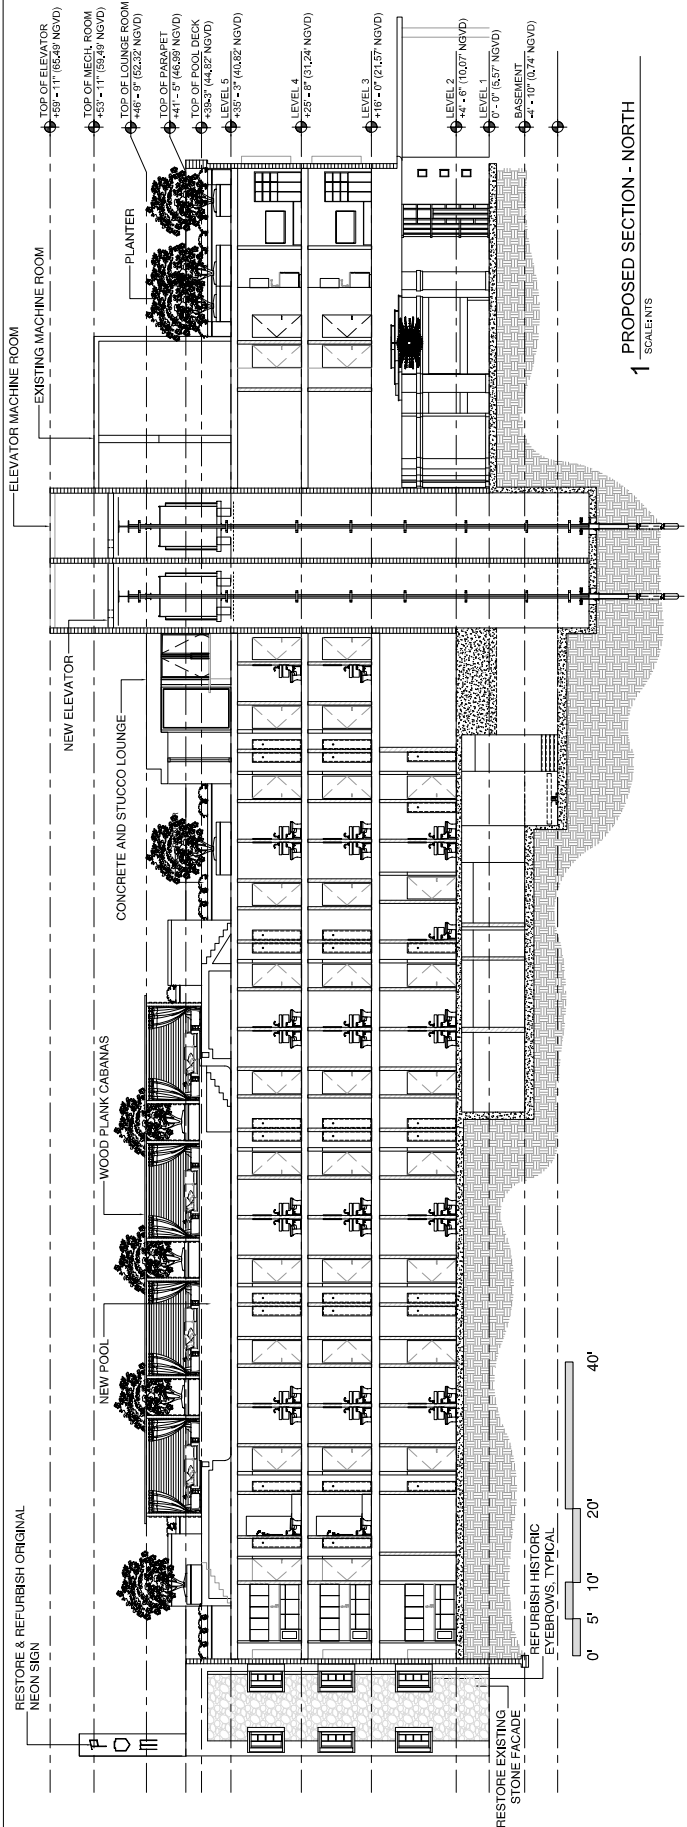 TOP OF ELEVATOR
+59' - 11" (65.49' NGVD)
TOP OF MECH. ROOM
+53' - 11" (59.49' NGVD)
TOP OF LOUNGE ROOM
+46' - 9" (52.32' NGVD)
TOP OF PARAPET
+41' - 5" (46.99' NGVD)
TOP OF POOL DECK
+39-3" (44.82' NGVD)
LEVEL 5
+35' - 3" (40.82' NGVD)
LEVEL 4
+25' - 8" (31.24' NGVD)
LEVEL 3
+16' - 0" (21.57' NGVD)
LEVEL 2
+4' - 6" (10.07' NGVD)
LEVEL 1
0' - 0" (5.57' NGVD)
BASEMENT
-4' - 10" (0.74' NGVD)
RESTORE & REFURBISH ORIGINAL
NEON SIGN
NEW POOL
WOOD PLANK CABANAS
CONCRETE AND STUCCO LOUNGE
NEW ELEVATOR
ELEVATOR MACHINE ROOM
EXISTING MACHINE ROOM
PLANTER
RESTORE EXISTING
STONE FACADE
REFURBISH HISTORIC
EYEBROWS, TYPICAL
0' 5' 10' 20' 40'
1 PROPOSED SECTION - NORTH
SCALE: NTS